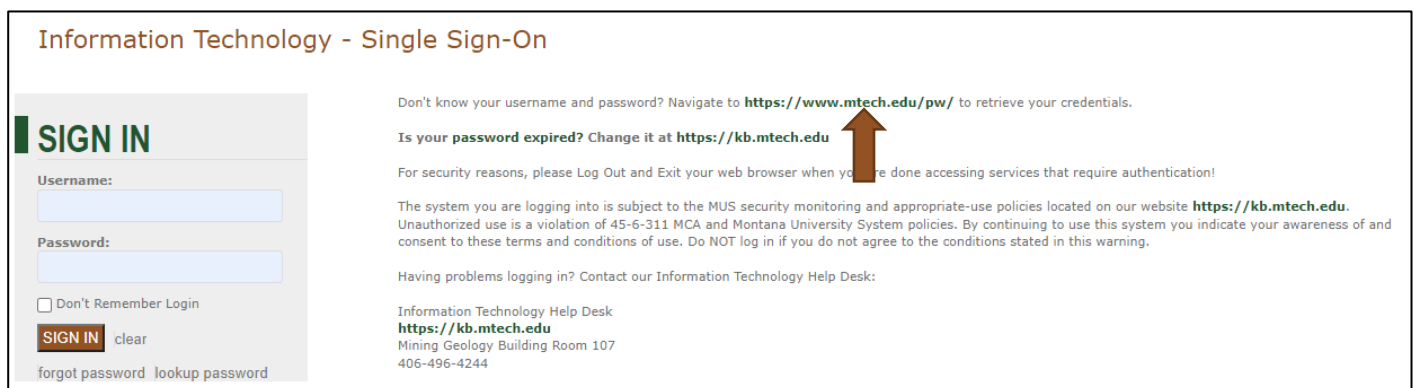 Information Technology - Single Sign-On
SIGN IN
Username:
Password:
Don't Remember Login
SIGN IN clear
forgot password lookup password
Don't know your username and password? Navigate to https://www.mtech.edu/pw/ to retrieve your credentials.
Is your password expired? Change it at https://kb.mtech.edu
For security reasons, please Log Out and Exit your web browser when done accessing services that require authentication!
The system you are logging into is subject to the MUS security monitoring and appropriate-use policies located on our website https://kb.mtech.edu.
Unauthorized use is a violation of 45-6-311 MCA and Montana University System policies. By continuing to use this system you indicate your awareness of and
consent to these terms and conditions of use. Do NOT log in if you do not agree to the conditions stated in this warning.
Having problems logging in? Contact our Information Technology Help Desk:
Information Technology Help Desk
https://kb.mtech.edu
Mining Geology Building Room 107
406-496-4244